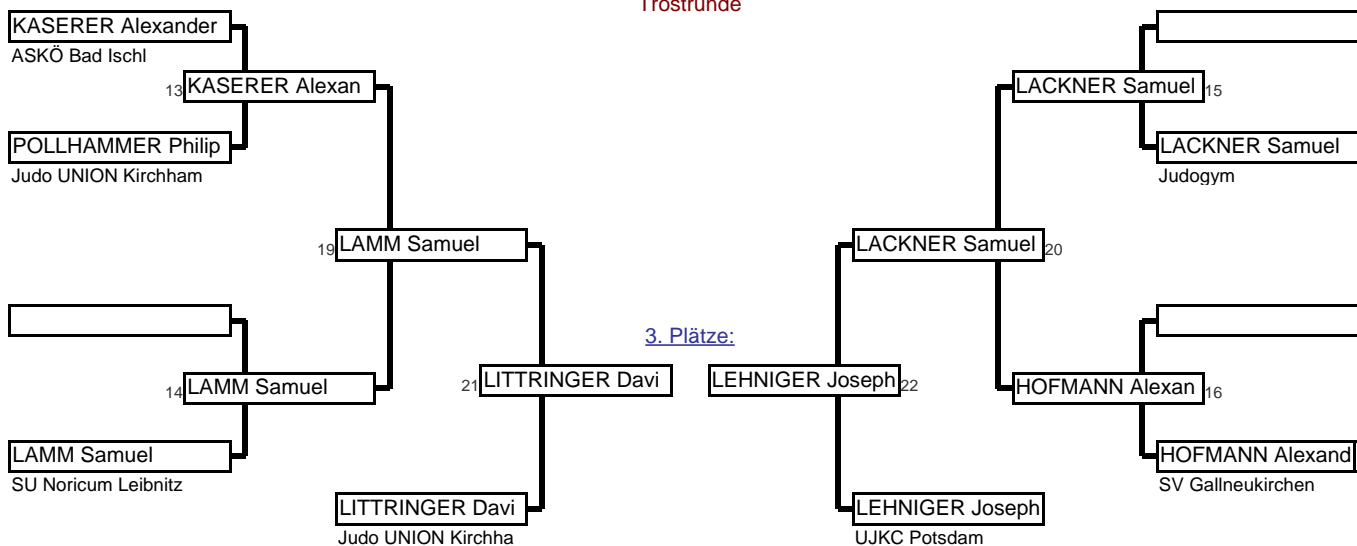 Trostrunde
KASERER Alexander
ASKÖ Bad Ischl
13 KASERER Alexan
POLLHAMMER Philip
Judo UNION Kirchham
19 LAMM Samuel
14 LAMM Samuel
LAMM Samuel
SU Noricum Leibnitz
21 LITTRINGER Davi
LITTRINGER Davi
Judo UNION Kirchha
3. Plätze:
LACKNER Samuel 15
LACKNER Samuel
Judogym
LACKNER Samuel 20
LEHNIGER Joseph 22
HOFMANN Alexan 16
HOFMANN Alexand
SV Gallneukirchen
LEHNIGER Joseph
UJKC Potsdam